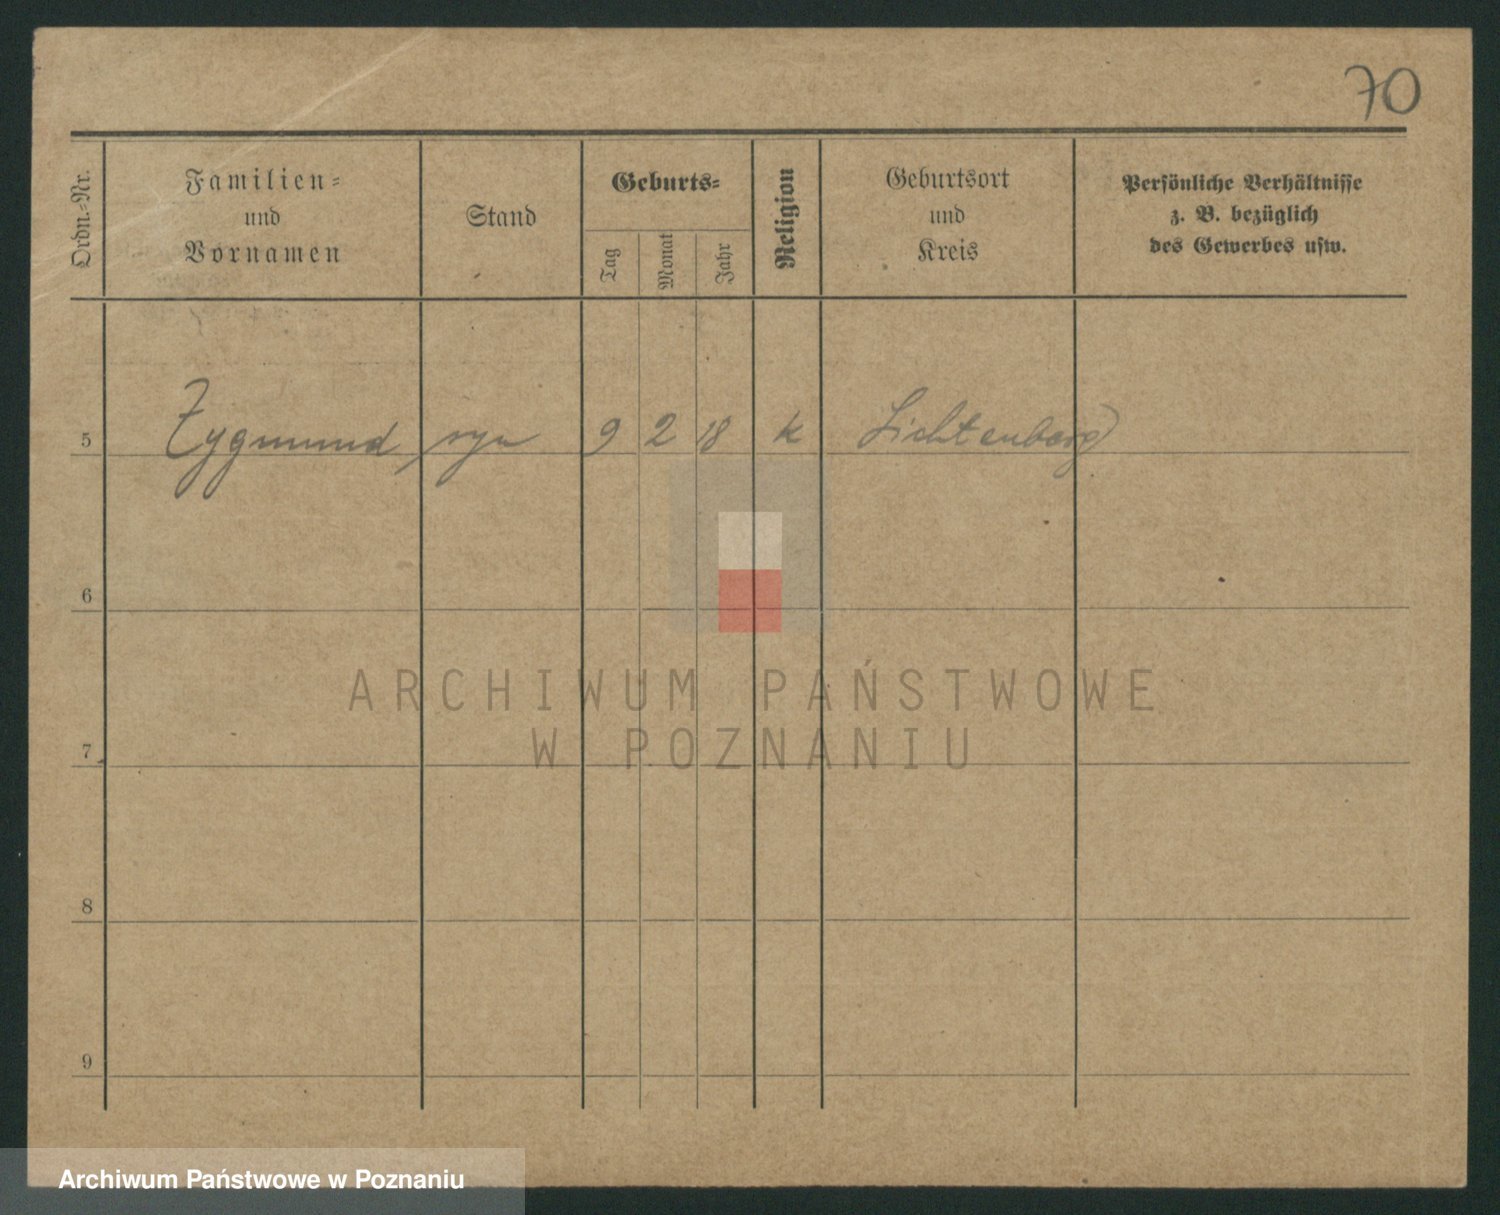 70
Ordn.-Nr.
Familien-
und
Vornamen
Stand
Geburts-
Tag
Monat
Jahr
Religion
Geburtsort
und
Kreis
Persönliche Verhältnisse
z. B. bezüglich
des Gewerbes usw.
5 Zygmund syn 9 2 18 k Lichtenberg
6
7
8
9
ARCHIWUM PAŃSTWOWE
W POZNANIU
Archiwum Państwowe w Poznaniu